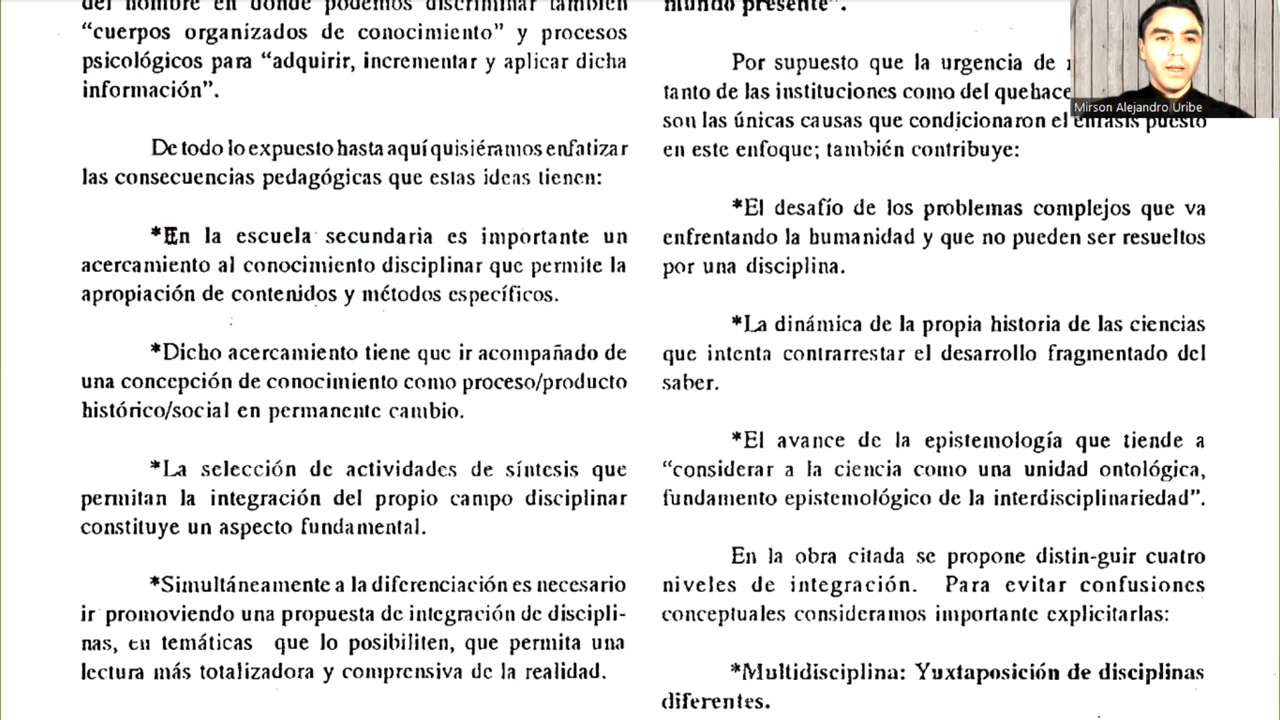 del hombre en donde podemos discriminar también
“cuerpos organizados de conocimiento” y procesos
psicológicos para “adquirir, incrementar y aplicar dicha
información”.
De todo lo expuesto hasta aquí quisiéramos enfatizar
las consecuencias pedagógicas que estas ideas tienen:
*En la escuela secundaria es importante un
acercamiento al conocimiento disciplinar que permite la
apropiación de contenidos y métodos específicos.
*Dicho acercamiento tiene que ir acompañado de
una concepción de conocimiento como proceso/producto
histórico/social en permanente cambio.
*La selección de actividades de síntesis que
permitan la integración del propio campo disciplinar
constituye un aspecto fundamental.
*Simultáneamente a la diferenciación es necesario
ir promoviendo una propuesta de integración de discipli-
nas, en temáticas que lo posibiliten, que permita una
lectura más totalizadora y comprensiva de la realidad.
mundo presente”.
Por supuesto que la urgencia de
tanto de las instituciones como del quehace
son las únicas causas que condicionaron el énfasis puesto
en este enfoque; también contribuye:
*El desafío de los problemas complejos que va
enfrentando la humanidad y que no pueden ser resueltos
por una disciplina.
*La dinámica de la propia historia de las ciencias
que intenta contrarrestar el desarrollo fragmentado del
saber.
*El avance de la epistemología que tiende a
“considerar a la ciencia como una unidad ontológica,
fundamento epistemológico de la interdisciplinariedad”.
En la obra citada se propone distin-guir cuatro
niveles de integración. Para evitar confusiones
conceptuales consideramos importante explicitarlas:
*Multidisciplina: Yuxtaposición de disciplinas
diferentes.
Mirson Alejandro Uribe